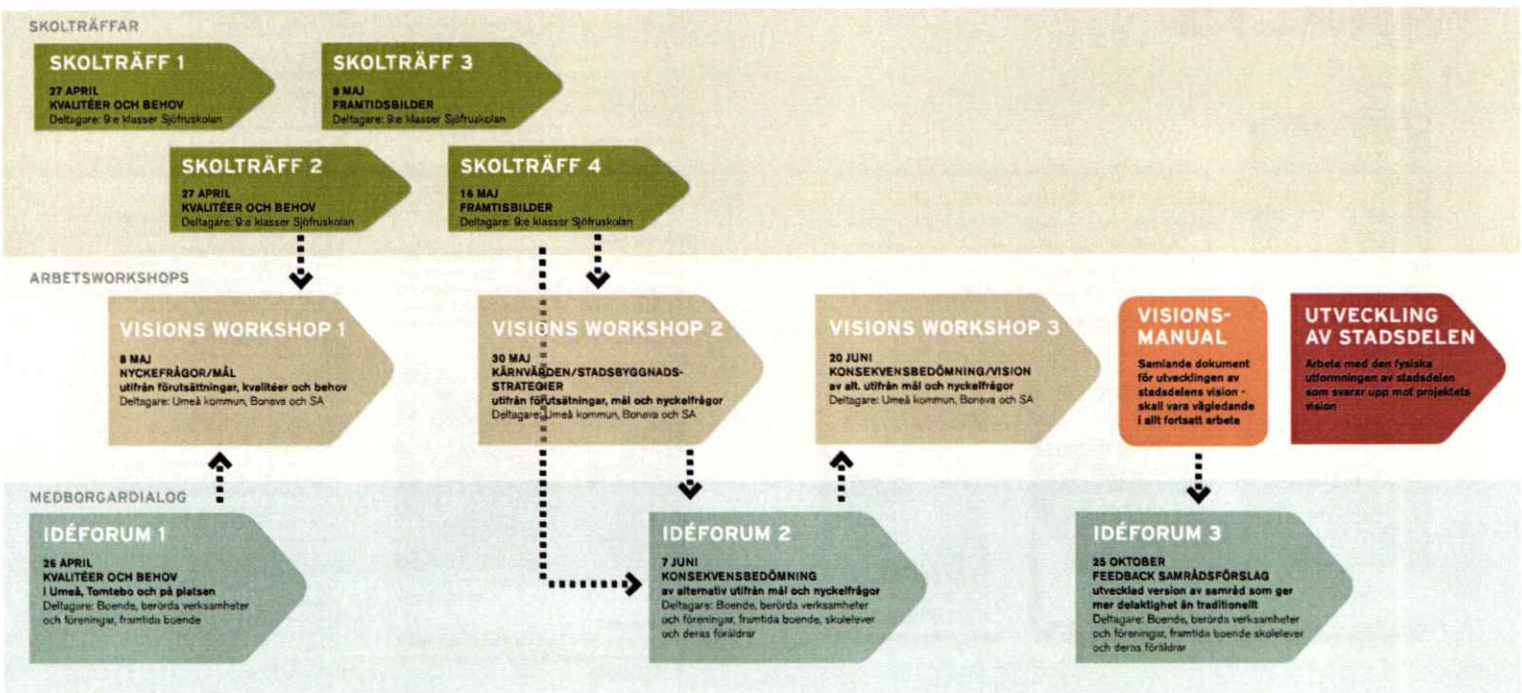 SKOLTRÄFFAR
SKOLTRÄFF 1
27 APRIL
KVALITÉER OCH BEHOV
Deltagare: 9:e klasser Sjöfruskolan
SKOLTRÄFF 3
9 MAJ
FRAMTIDSBILDER
Deltagare: 9:e klasser Sjöfruskolan
SKOLTRÄFF 2
27 APRIL
KVALITÉER OCH BEHOV
Deltagare: 9:e klasser Sjöfruskolan
SKOLTRÄFF 4
16 MAJ
FRAMTISBILDER
Deltagare: 9:e klasser Sjöfruskolan
ARBETSWORKSHOPS
VISIONS WORKSHOP 1
8 MAJ
NYCKEFRÅGOR/MÅL
utifrån förutsättningar, kvalitéer och behov
Deltagare: Umeå kommun, Bonava och SA
VISIONS WORKSHOP 2
30 MAJ
KÄRNVÄRDEN/STADSBYGGNADS-
STRATEGIER
utifrån förutsättningar, mål och nyckelfrågor
Deltagare: Umeå kommun, Bonava och SA
VISIONS WORKSHOP 3
20 JUNI
KONSEKVENSBEDÖMNING/VISION
av alt. utifrån mål och nyckelfrågor
Deltagare: Umeå kommun, Bonava och SA
VISIONS-
MANUAL
Samlande dokument
för utvecklingen av
stadsdelens vision -
skall vara vägledande
i allt fortsatt arbete
UTVECKLING
AV STADSDELEN
Arbete med den fysiska
utformningen av stadsdelen
som svarar upp mot projektets
vision
MEDBORGARDIALOG
IDÉFORUM 1
26 APRIL
KVALITÉER OCH BEHOV
i Umeå, Tomtebo och på platsen
Deltagare: Boende, berörda verksamheter
och föreningar, framtida boende
IDÉFORUM 2
7 JUNI
KONSEKVENSBEDÖMNING
av alternativ utifrån mål och nyckelfrågor
Deltagare: Boende, berörda verksamheter
och föreningar, framtida boende, skolelever
och deras föräldrar
IDÉFORUM 3
25 OKTOBER
FEEDBACK SAMRÅDSFÖRSLAG
utvecklad version av samråd som ger
mer delaktighet än traditionellt
Deltagare: Boende, berörda verksamheter
och föreningar, framtida boende skolelever
och deras föräldrar